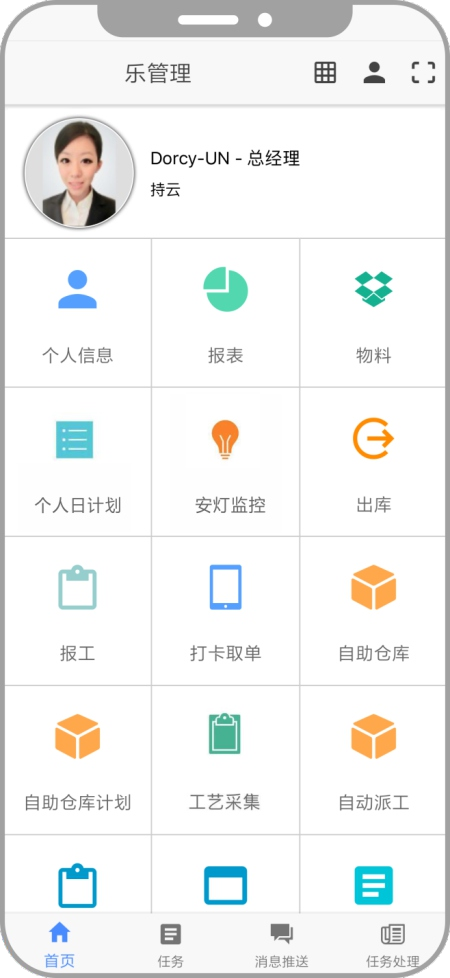 乐管理
Dorcy-UN - 总经理
持云
个人信息
报表
物料
个人日计划
安灯监控
出库
报工
打卡取单
自助仓库
自助仓库计划
工艺采集
自动派工
首页
任务
消息推送
任务处理